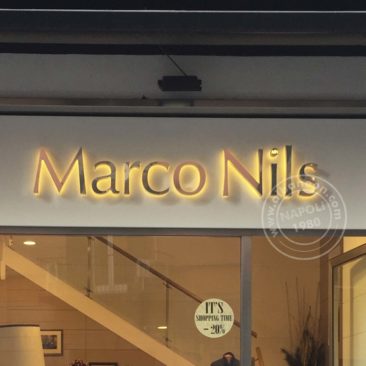 Marco Nils
NAPOLI
1980
IT'S
SHOPPING TIME
- 20%